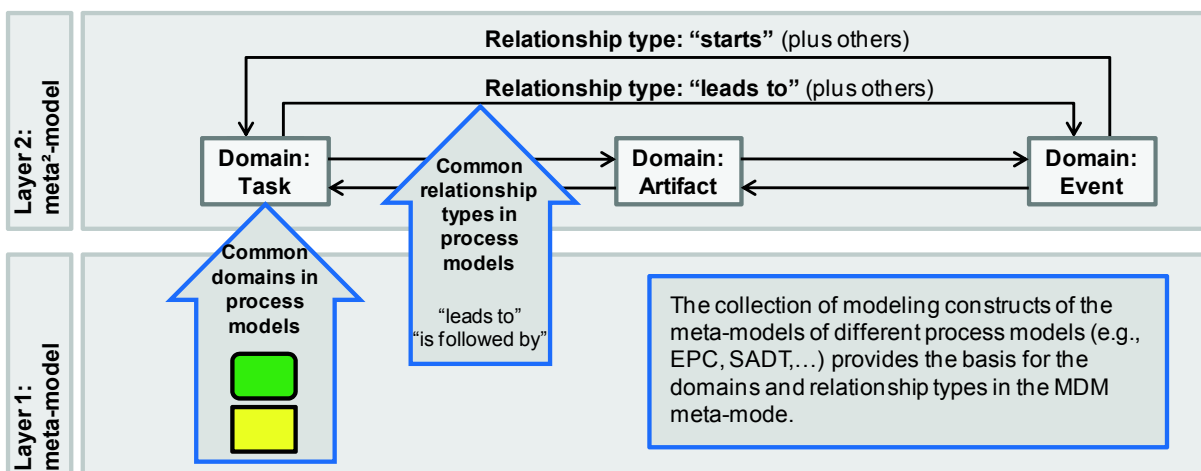 Layer 2:
meta²-model
Relationship type: “starts” (plus others)
Relationship type: “leads to” (plus others)
Domain:
Task
Domain:
Artifact
Domain:
Event
Common
relationship
types in
process
models
“leads to”
“is followed by”
Common
domains in
process
models
Layer 1:
meta-model
The collection of modeling constructs of the
meta-models of different process models (e.g.,
EPC, SADT,…) provides the basis for the
domains and relationship types in the MDM
meta-mode.